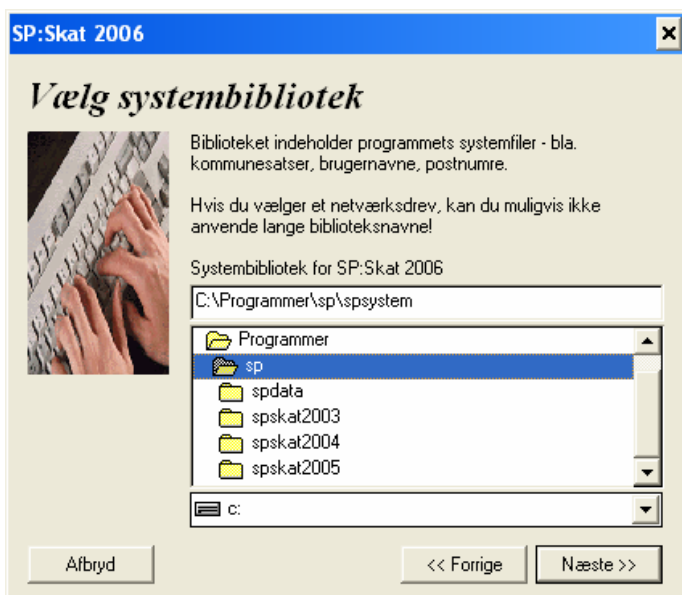 SP:Skat 2006
Vælg systembibliotek
Biblioteket indeholder programmets systemfiler - bla.
kommunesatser, brugernavne, postnumre.
Hvis du vælger et netværksdrev, kan du muligvis ikke
anvende lange biblioteksnavne!
Systembibliotek for SP:Skat 2006
C:\Programmer\sp\spsystem
Programmer
sp
spdata
spskat2003
spskat2004
spskat2005
c:
Afbryd
<< Forrige
Næste >>